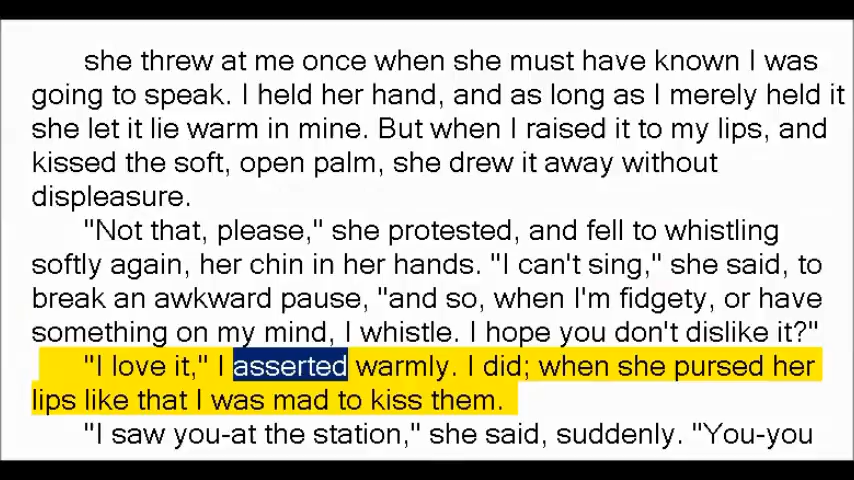 she threw at me once when she must have known I was
going to speak. I held her hand, and as long as I merely held it
she let it lie warm in mine. But when I raised it to my lips, and
kissed the soft, open palm, she drew it away without
displeasure.
"Not that, please," she protested, and fell to whistling
softly again, her chin in her hands. "I can't sing," she said, to
break an awkward pause, "and so, when I'm fidgety, or have
something on my mind, I whistle. I hope you don't dislike it?"
"I love it," I asserted warmly. I did; when she pursed her
lips like that I was mad to kiss them.
"I saw you-at the station," she said, suddenly. "You-you